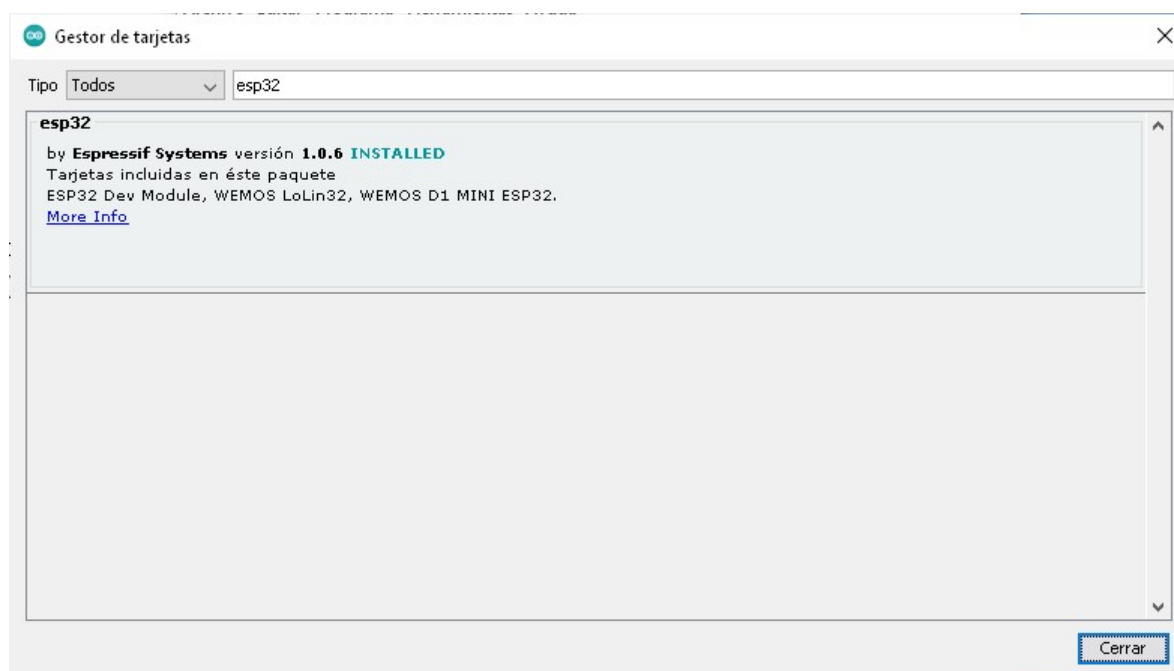 Gestor de tarjetas
Tipo Todos esp32
esp32
by Espressif Systems versión 1.0.6 INSTALLED
Tarjetas incluidas en éste paquete
ESP32 Dev Module, WEMOS LoLin32, WEMOS D1 MINI ESP32.
More Info
Cerrar